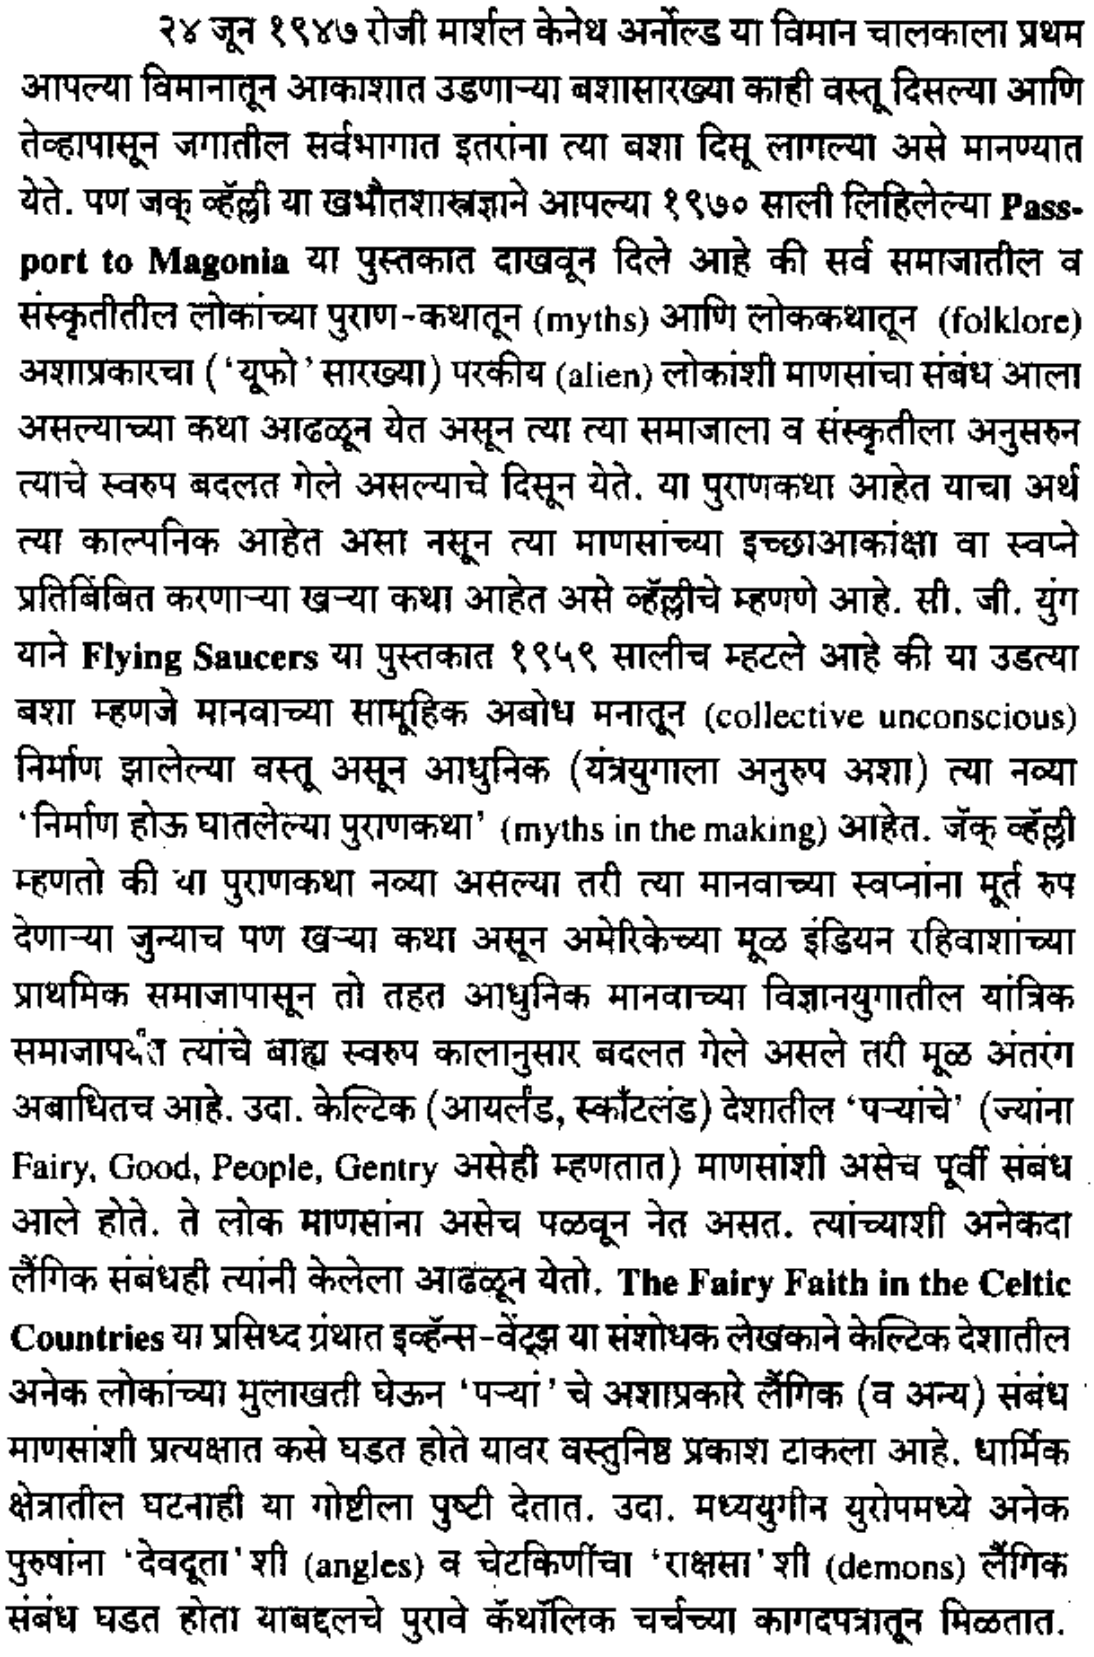 २४ जून १९४७ रोजी मार्शल केनेथ अर्नोल्ड या विमान चालकाला प्रथम
आपल्या विमानातून आकाशात उडणाऱ्या बशासारख्या काही वस्तू दिसल्या आणि
तेव्हापासून जगातील सर्वभागात इतरांना त्या बशा दिसू लागल्या असे मानण्यात
येते. पण जक् व्हॅल्ली या खभौतशास्त्रज्ञाने आपल्या १९७० साली लिहिलेल्या Pass-
port to Magonia या पुस्तकात दाखवून दिले आहे की सर्व समाजातील व
संस्कृतीतील लोकांच्या पुराण-कथातून (myths) आणि लोककथातून (folklore)
अशाप्रकारचा ('यूफो' सारख्या) परकीय (alien) लोकांशी माणसांचा संबंध आला
असल्याच्या कथा आढळून येत असून त्या त्या समाजाला व संस्कृतीला अनुसरुन
त्याचे स्वरुप बदलत गेले असल्याचे दिसून येते. या पुराणकथा आहेत याचा अर्थ
त्या काल्पनिक आहेत असा नसून त्या माणसांच्या इच्छाआकांक्षा वा स्वप्ने
प्रतिबिंबित करणाऱ्या खऱ्या कथा आहेत असे व्हॅल्लीचे म्हणणे आहे. सी. जी. युंग
याने Flying Saucers या पुस्तकात १९५९ सालीच म्हटले आहे की या उडत्या
बशा म्हणजे मानवाच्या सामूहिक अबोध मनातून (collective unconscious)
निर्माण झालेल्या वस्तू असून आधुनिक (यंत्रयुगाला अनुरुप अशा) त्या नव्या
'निर्माण होऊ घातलेल्या पुराणकथा' (myths in the making) आहेत. जॅक् व्हॅल्ली
म्हणतो की या पुराणकथा नव्या असल्या तरी त्या मानवाच्या स्वप्नांना मूर्त रुप
देणाऱ्या जुन्याच पण खऱ्या कथा असून अमेरिकेच्या मूळ इंडियन रहिवाशांच्या
प्राथमिक समाजापासून तो तहत आधुनिक मानवाच्या विज्ञानयुगातील यांत्रिक
समाजापर्यंत त्यांचे बाह्य स्वरुप कालानुसार बदलत गेले असले तरी मूळ अंतरंग
अबाधितच आहे. उदा. केल्टिक (आयर्लंड, स्कॉटलंड) देशातील 'पऱ्यांचे' (ज्यांना
Fairy, Good, People, Gentry असेही म्हणतात) माणसांशी असेच पूर्वी संबंध
आले होते. ते लोक माणसांना असेच पळवून नेत असत. त्यांच्याशी अनेकदा
लैंगिक संबंधही त्यांनी केलेला आढळून येतो. The Fairy Faith in the Celtic
Countries या प्रसिध्द ग्रंथात इव्हॅन्स-वेंट्झ या संशोधक लेखकाने केल्टिक देशातील
अनेक लोकांच्या मुलाखती घेऊन 'पऱ्यां' चे अशाप्रकारे लैंगिक (व अन्य) संबंध
माणसांशी प्रत्यक्षात कसे घडत होते यावर वस्तुनिष्ठ प्रकाश टाकला आहे. धार्मिक
क्षेत्रातील घटनाही या गोष्टीला पुष्टी देतात. उदा. मध्ययुगीन युरोपमध्ये अनेक
पुरुषांना 'देवदूता' शी (angles) व चेटकिणींचा 'राक्षसा' शी (demons) लैंगिक
संबंध घडत होता याबद्दलचे पुरावे कॅथॉलिक चर्चच्या कागदपत्रातून मिळतात.